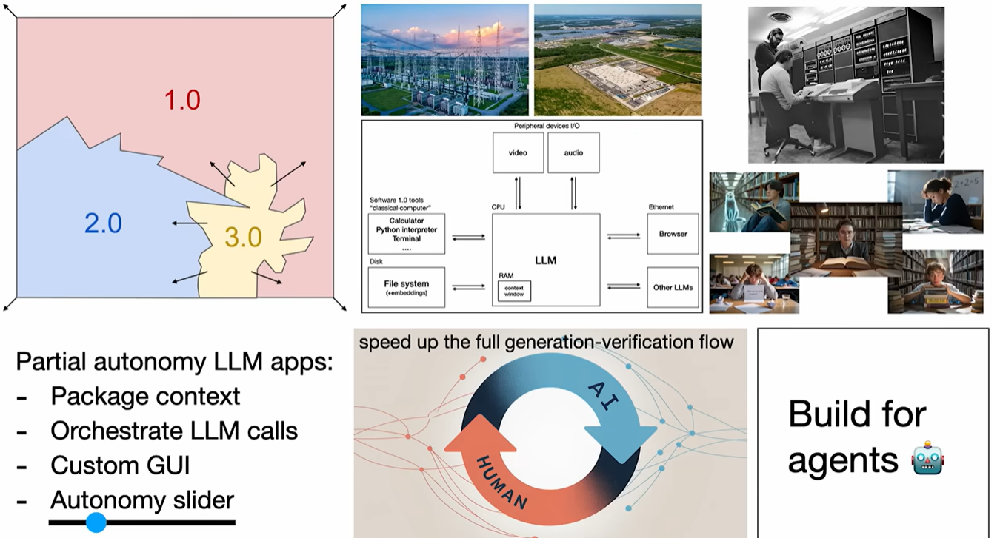 1.0
2.0
3.0
Peripheral devices I/O
video
audio
Software 1.0 tools
"classical computer"
CPU
Ethernet
Calculator
Python interpreter
Terminal
....
Browser
LLM
Disk
RAM
File system
(+embeddings)
context
window
Other LLMs
2+2=5
Partial autonomy LLM apps:
- Package context
- Orchestrate LLM calls
- Custom GUI
- Autonomy slider
speed up the full generation-verification flow
AI
HUMAN
Build for
agents 🤖